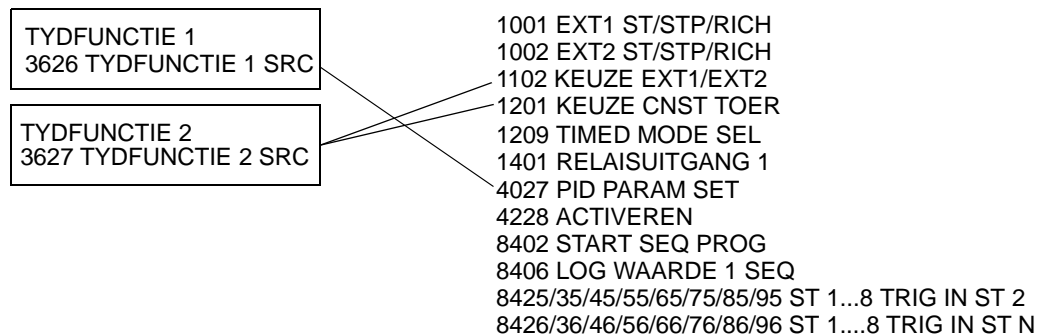 TYDFUNCTIE 1
3626 TYDFUNCTIE 1 SRC
TYDFUNCTIE 2
3627 TYDFUNCTIE 2 SRC
1001 EXT1 ST/STP/RICH
1002 EXT2 ST/STP/RICH
1102 KEUZE EXT1/EXT2
1201 KEUZE CNST TOER
1209 TIMED MODE SEL
1401 RELAISUITGANG 1
4027 PID PARAM SET
4228 ACTIVEREN
8402 START SEQ PROG
8406 LOG WAARDE 1 SEQ
8425/35/45/55/65/75/85/95 ST 1...8 TRIG IN ST 2
8426/36/46/56/66/76/86/96 ST 1....8 TRIG IN ST N